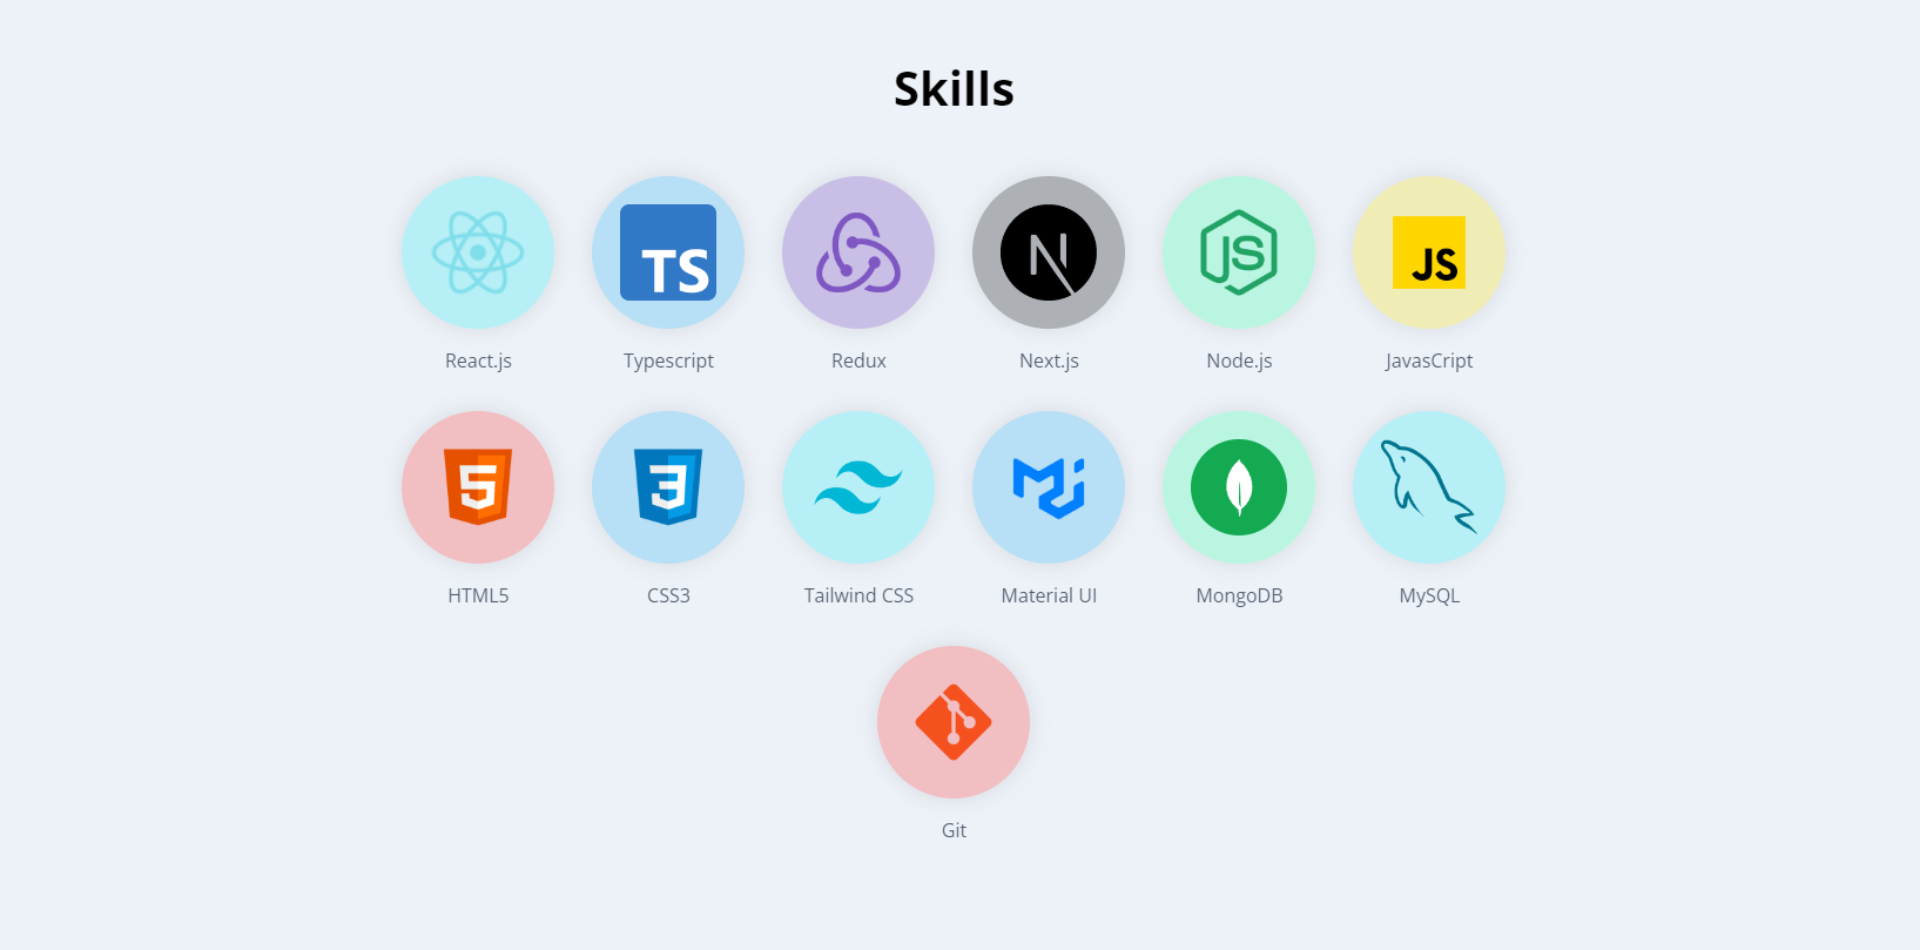 Skills
TS
N
JS
JS
React.js
Typescript
Redux
Next.js
Node.js
JavasCript
5
3
HTML5
CSS3
Tailwind CSS
Material UI
MongoDB
MySQL
Git